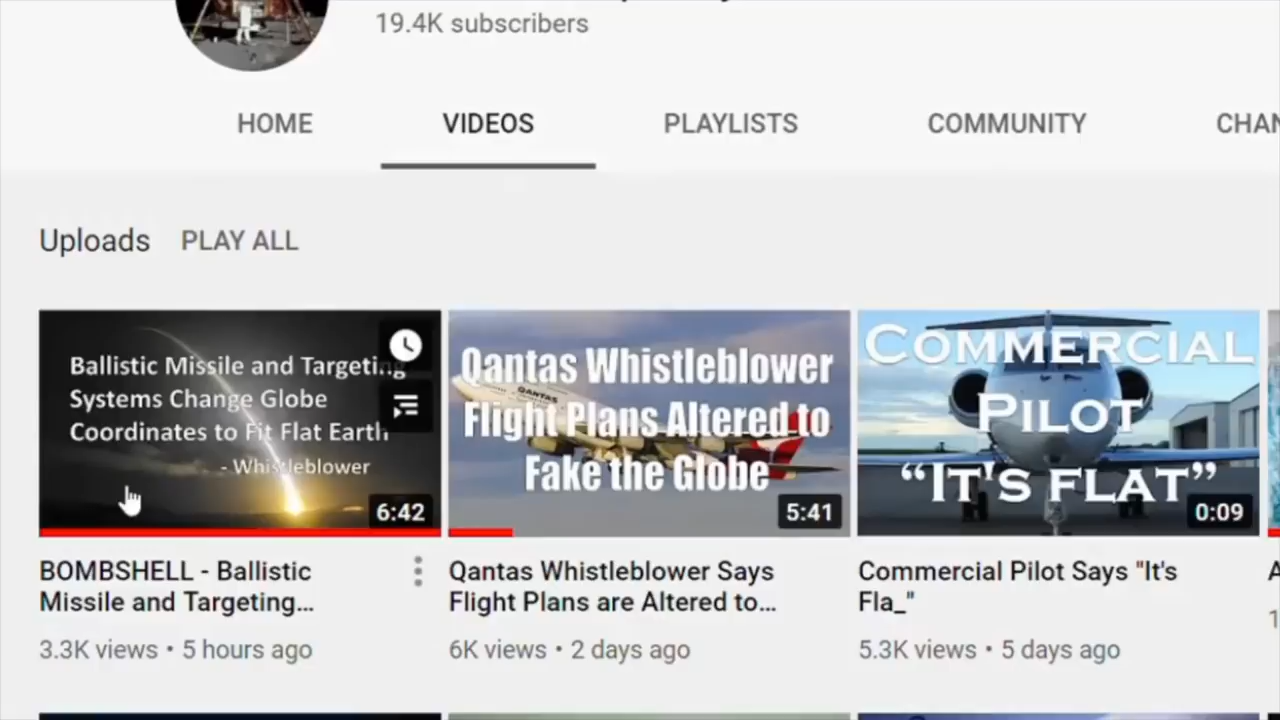 19.4K subscribers
HOME VIDEOS PLAYLISTS COMMUNITY CHAN
Uploads PLAY ALL
Ballistic Missile and Targeting
Systems Change Globe
Coordinates to Fit Flat Earth
- Whistleblower
6:42
Qantas Whistleblower
Flight Plans Altered to
Fake the Globe
QANTAS
5:41
COMMERCIAL
PILOT
“IT'S FLAT”
0:09
BOMBSHELL - Ballistic
Missile and Targeting...
3.3K views • 5 hours ago
Qantas Whistleblower Says
Flight Plans are Altered to...
6K views • 2 days ago
Commercial Pilot Says "It's
Fla_"
5.3K views • 5 days ago